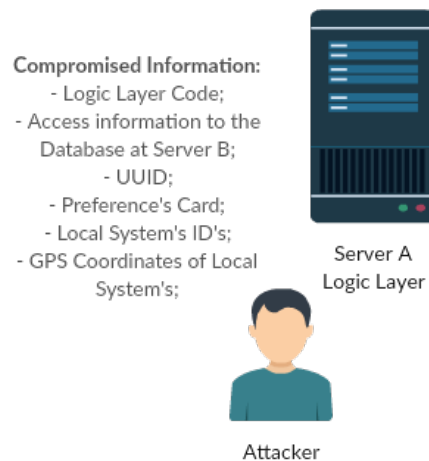 Compromised Information:
- Logic Layer Code;
- Access information to the
Database at Server B;
- UUID;
- Preference's Card;
- Local System's ID's;
- GPS Coordinates of Local
System's;
Server A
Logic Layer
Attacker